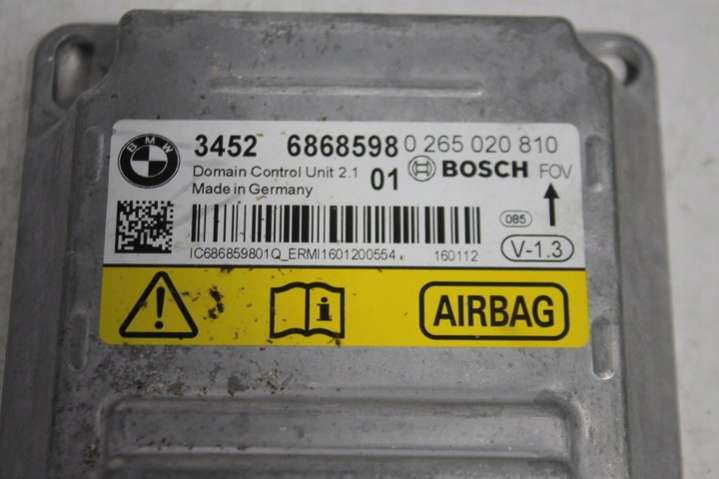 BMW
3452 6868598 0 265 020 810
Domain Control Unit 2.1 01 BOSCH FOV
Made in Germany
085
V-1.3
IC686859801Q_ERMI1601200554 160112
i
AIRBAG